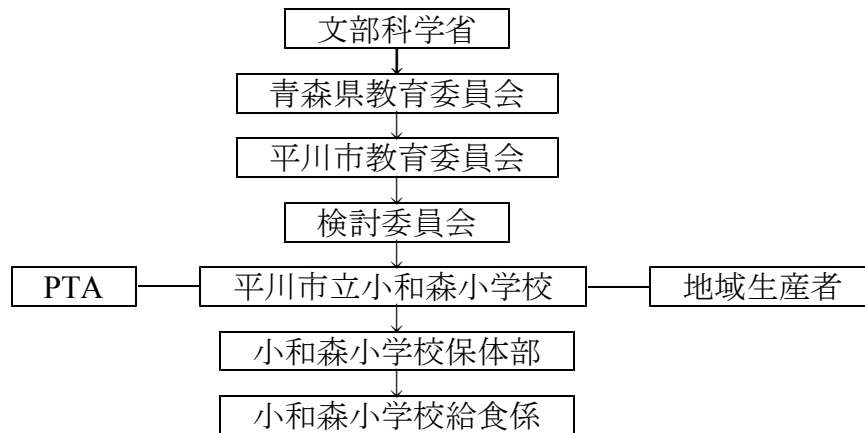 文部科学省
青森県教育委員会
平川市教育委員会
検討委員会
PTA
平川市立小和森小学校
地域生産者
小和森小学校保体部
小和森小学校給食係